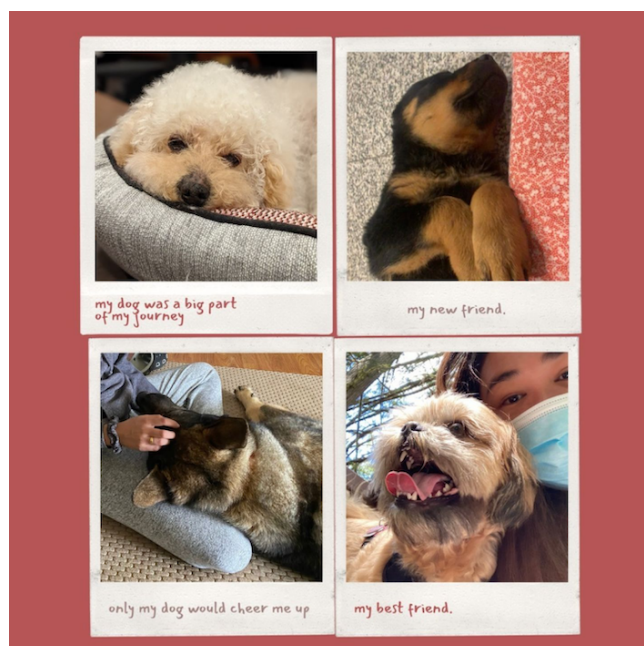 my dog was a big part
of my journey
my new friend.
only my dog would cheer me up
my best friend.